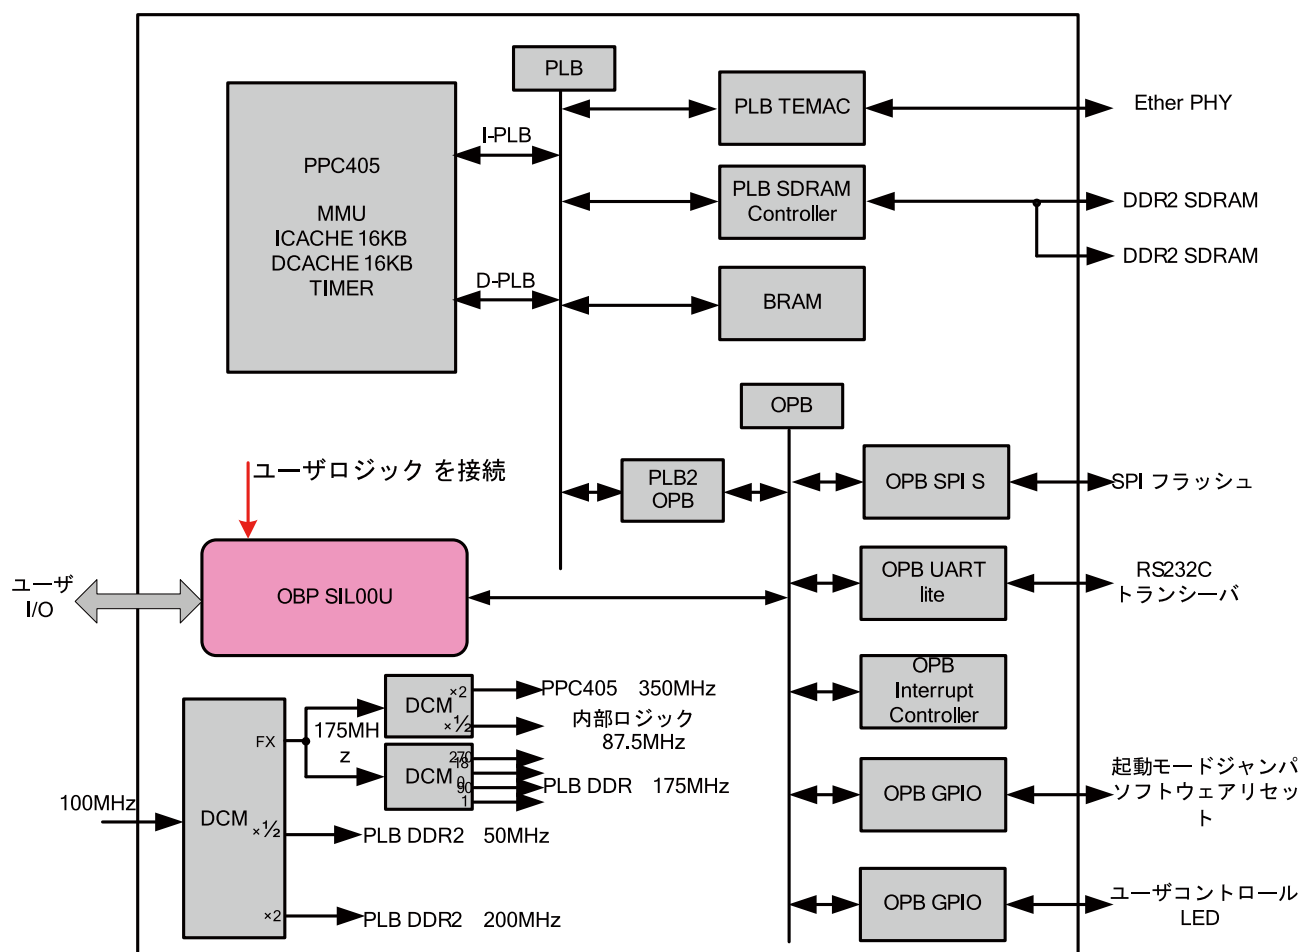 PLB
PLB TEMAC
Ether PHY
I-PLB
PPC405
MMU
ICACHE 16KB
DCACHE 16KB
TIMER
PLB SDRAM
Controller
DDR2 SDRAM
DDR2 SDRAM
D-PLB
BRAM
OPB
ユーザロジック を接続
PLB2
OPB
OPB SPI S
SPI フラッシュ
ユーザ
I/O
OBP SIL00U
OPB UART
lite
RS232C
トランシーバ
OPB
Interrupt
Controller
DCM
×2
×½
PPC405 350MHz
内部ロジック
87.5MHz
FX
175MH
z
DCM
270
18
0
90
1
PLB DDR 175MHz
OPB GPIO
起動モードジャンパ
ソフトウェアリセッ
ト
100MHz
DCM
×½
PLB DDR2 50MHz
×2
PLB DDR2 200MHz
OPB GPIO
ユーザコントロール
LED